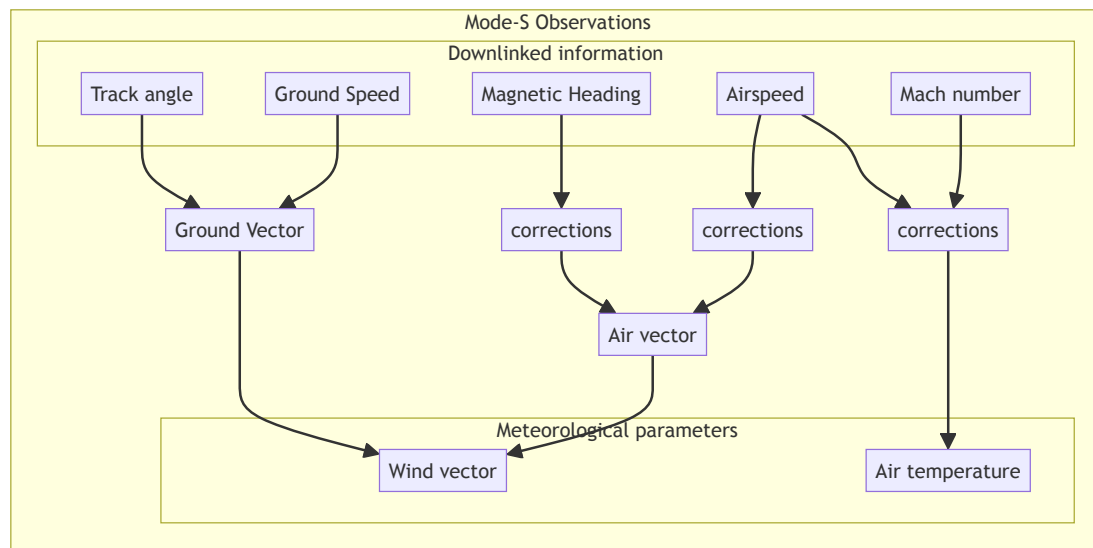 Mode-S Observations
Downlinked information
Track angle
Ground Speed
Magnetic Heading
Airspeed
Mach number
Ground Vector
corrections
corrections
corrections
Air vector
Meteorological parameters
Wind vector
Air temperature